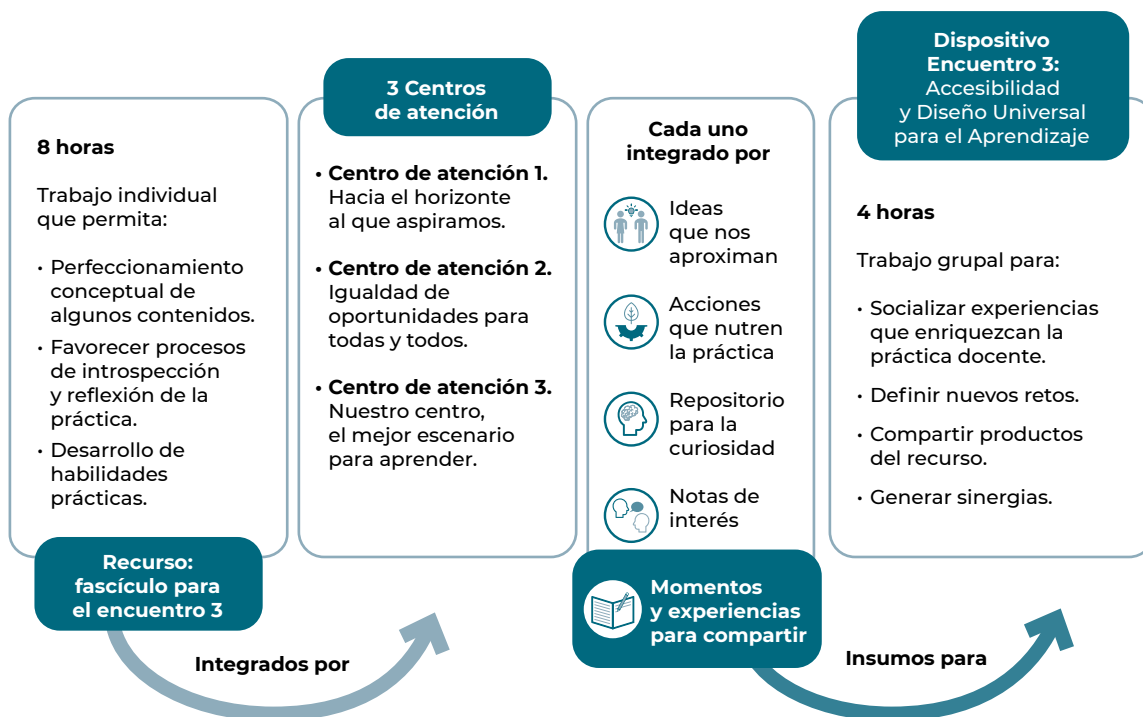 8 horas
Trabajo individual
que permita:
· Perfeccionamiento
conceptual de
algunos contenidos.
· Favorecer procesos
de introspección
y reflexión de la
práctica.
· Desarrollo de
habilidades
prácticas.
Recurso:
fascículo para
el encuentro 3
Integrados por
3 Centros
de atención
· Centro de atención 1.
Hacia el horizonte
al que aspiramos.
· Centro de atención 2.
Igualdad de
oportunidades para
todas y todos.
· Centro de atención 3.
Nuestro centro,
el mejor escenario
para aprender.
Cada uno
integrado por
Ideas
que nos
aproximan
Acciones
que nutren
la práctica
Repositorio
para la
curiosidad
Notas de
interés
Momentos
y experiencias
para compartir
Insumos para
Dispositivo
Encuentro 3:
Accesibilidad
y Diseño Universal
para el Aprendizaje
4 horas
Trabajo grupal para:
· Socializar experiencias
que enriquezcan la
práctica docente.
· Definir nuevos retos.
· Compartir productos
del recurso.
· Generar sinergias.